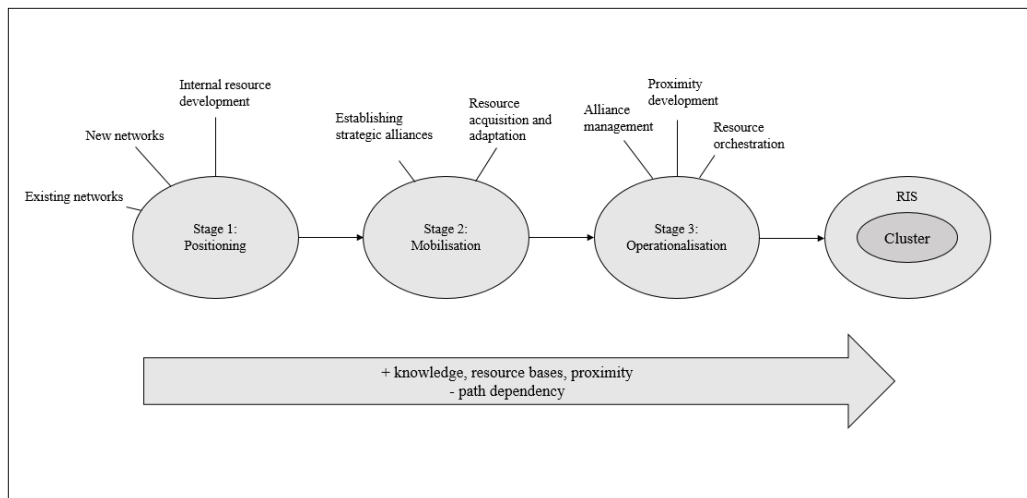 Internal resource
development
New networks
Existing networks
Stage 1:
Positioning
Establishing
strategic alliances
Resource
acquisition and
adaptation
Stage 2:
Mobilisation
Alliance
management
Proximity
development
Resource
orchestration
Stage 3:
Operationalisation
RIS
Cluster
+ knowledge, resource bases, proximity
- path dependency